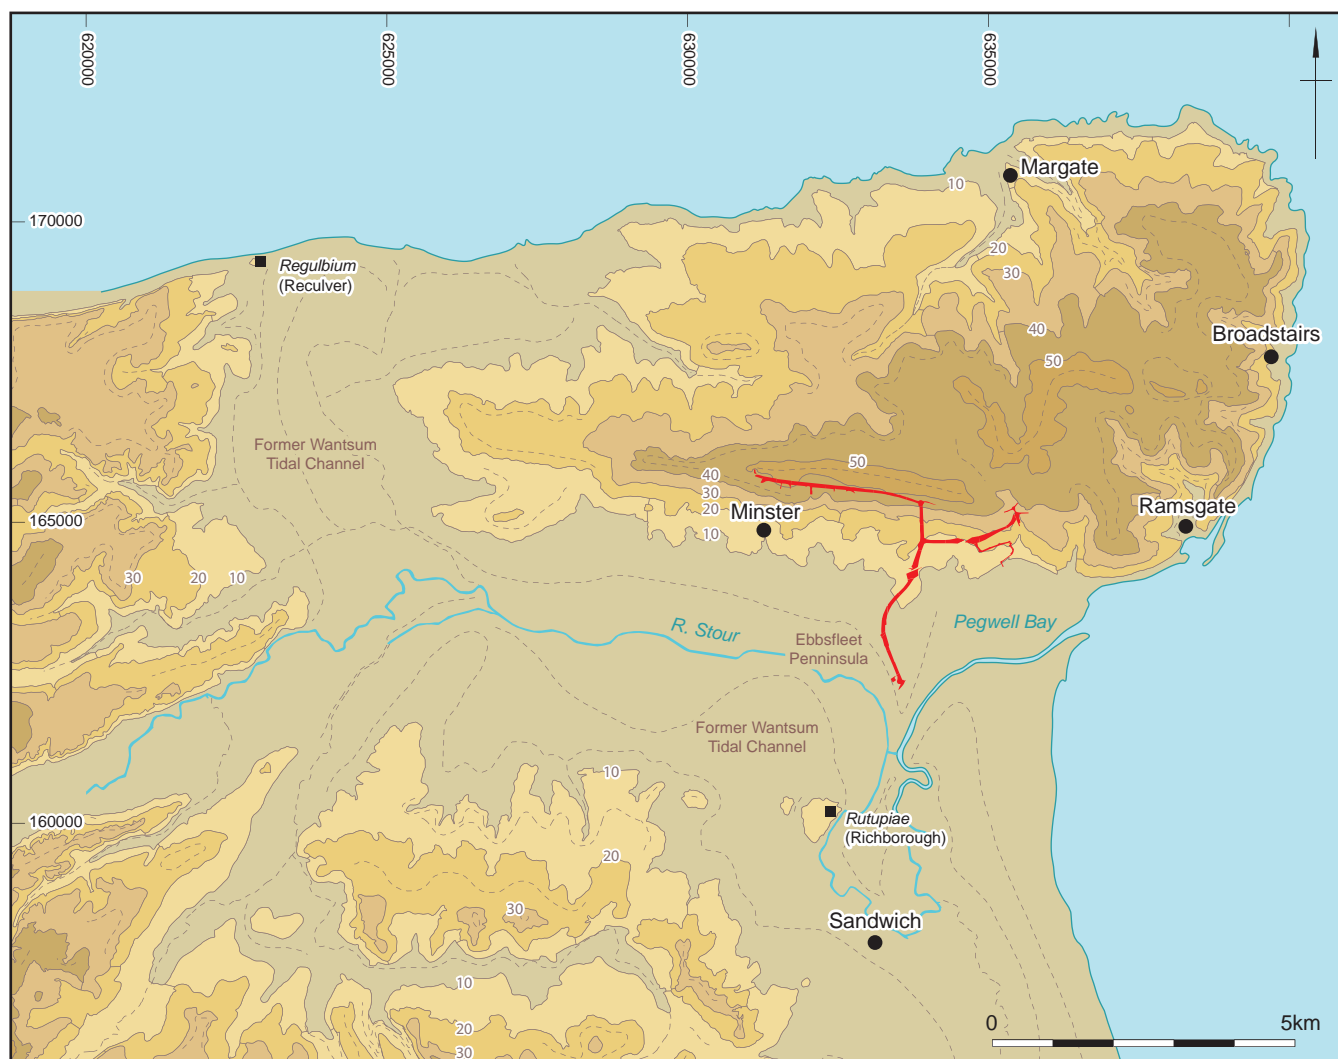 620000
625000
630000
635000
Margate
10
170000
20
Regulbium
(Reculver)
30
40
Broadstairs
50
Former Wantsum
Tidal Channel
50
40
30
20
10
Minster
165000
Ramsgate
30
20
10
R. Stour
Pegwell Bay
Ebbsfleet
Penninsula
Former Wantsum
Tidal Channel
10
160000
Rutupiae
(Richborough)
20
30
Sandwich
10
20
30
0
5km